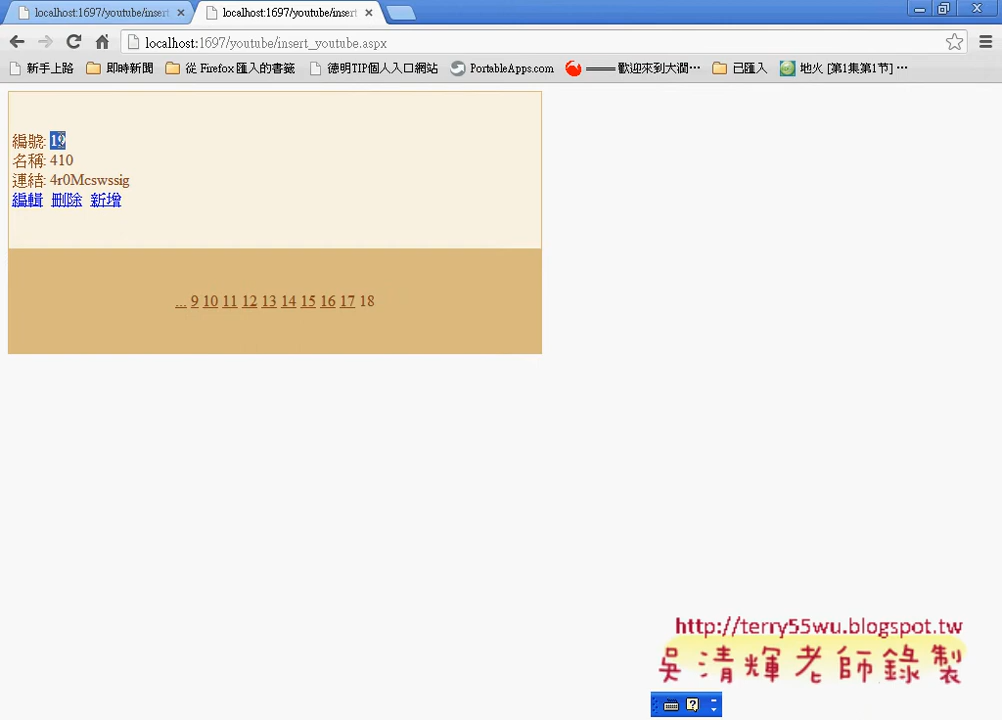 localhost:1697/youtube/insert
localhost:1697/youtube/insert
localhost:1697/youtube/insert_youtube.aspx
新手上路 即時新聞 從 Firefox 匯入的書籤 德明TIP個人入口網站 PortableApps.com ═══歡迎來到大澗… 已匯入 地火 [第1集第1节] …
編號: 19
名稱: 410
連結: 4r0Mcswssig
編輯 刪除 新增
... 9 10 11 12 13 14 15 16 17 18
http://terry55wu.blogspot.tw
吳清輝老師錄製